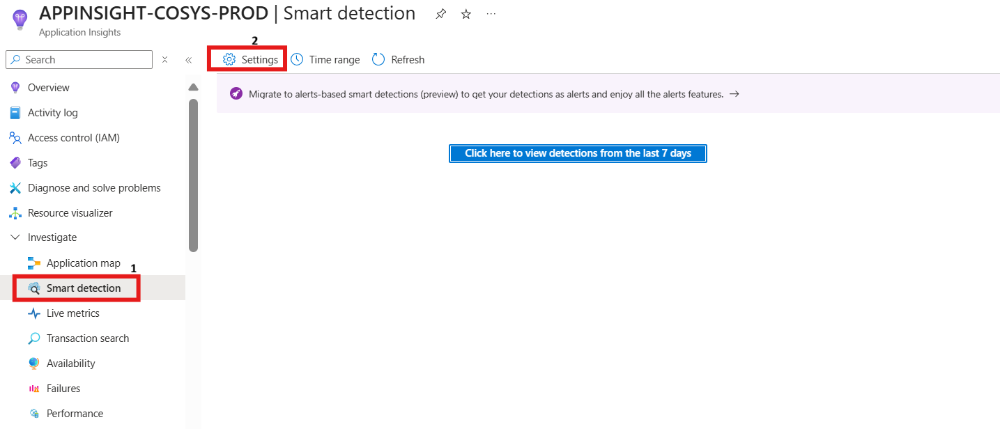 APPINSIGHT-COSYS-PROD | Smart detection
Application Insights
2
Search
Settings
Time range
Refresh
Migrate to alerts-based smart detections (preview) to get your detections as alerts and enjoy all the alerts features. →
Click here to view detections from the last 7 days
Overview
Activity log
Access control (IAM)
Tags
Diagnose and solve problems
Resource visualizer
Investigate
Application map
1
Smart detection
Live metrics
Transaction search
Availability
Failures
Performance